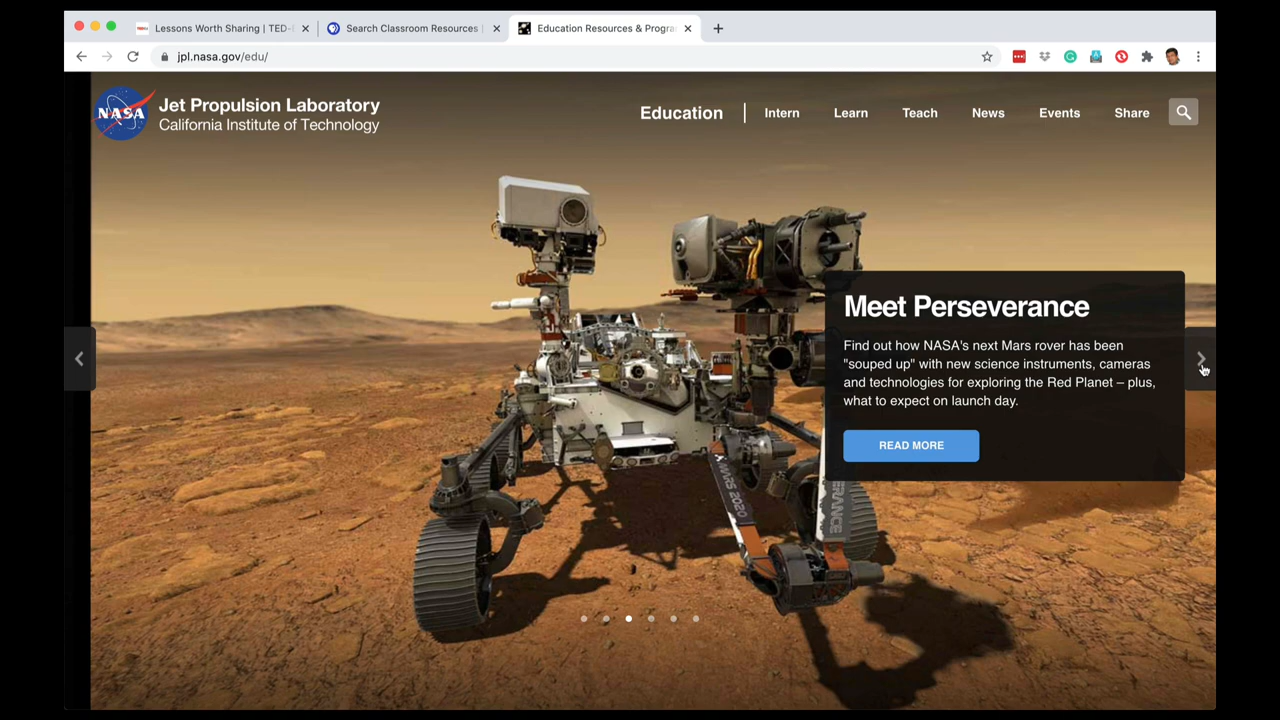 Lessons Worth Sharing | TED-
Search Classroom Resources |
Education Resources & Progra
jpl.nasa.gov/edu/
NASA
Jet Propulsion Laboratory
California Institute of Technology
Education
Intern
Learn
Teach
News
Events
Share
Meet Perseverance
Find out how NASA's next Mars rover has been
"souped up" with new science instruments, cameras
and technologies for exploring the Red Planet – plus,
what to expect on launch day.
READ MORE
MARS 2020
ERANCE